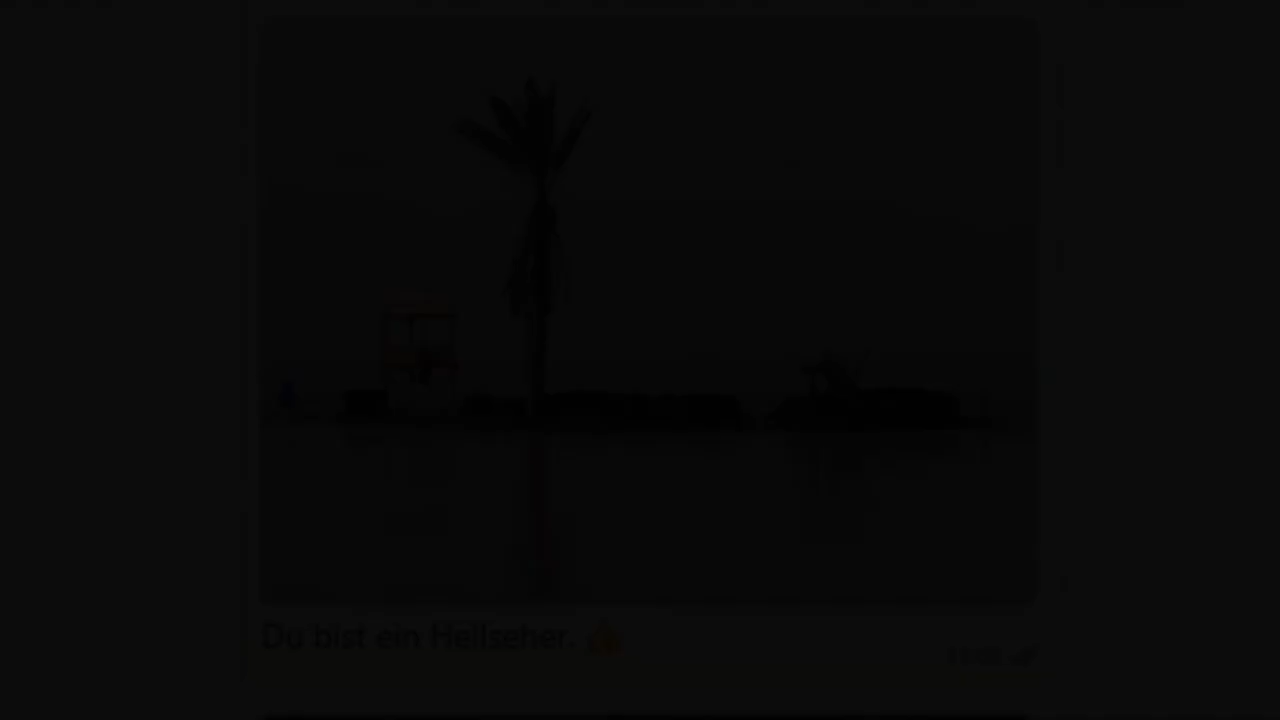 Du bist ein Hellseher. 👍